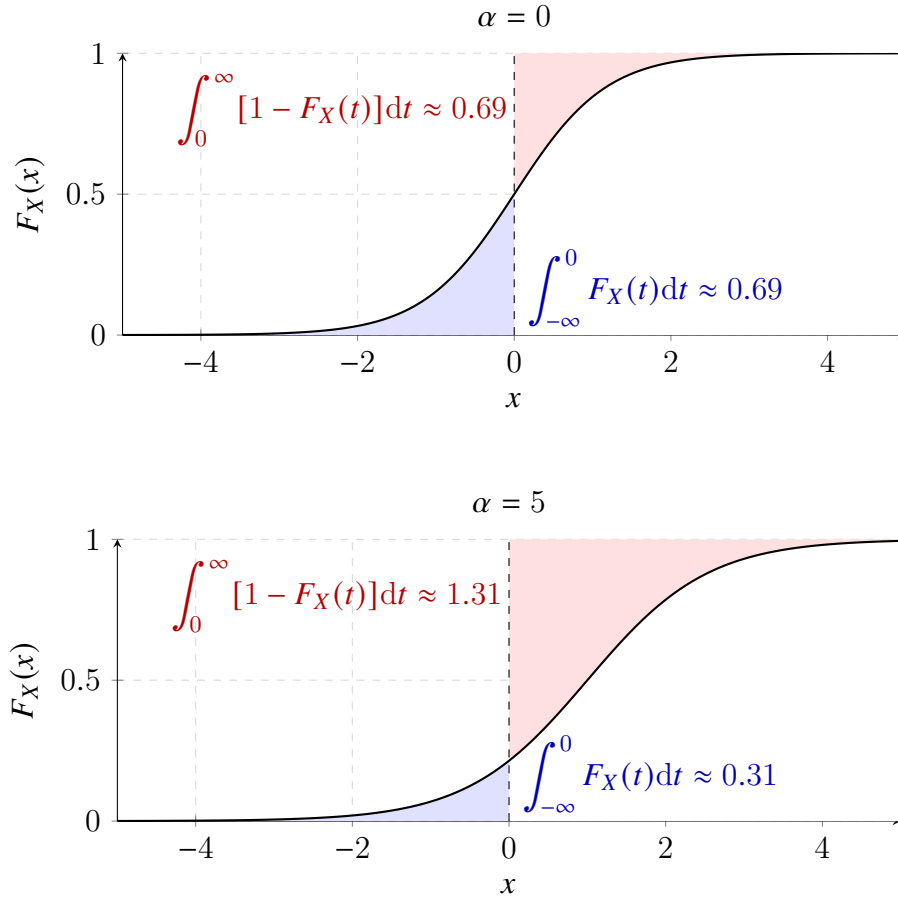 α = 0
1
∫_0^∞ [1 − F_X(t)]dt ≈ 0.69
F_X(x)
0.5
∫_{−∞}^0 F_X(t)dt ≈ 0.69
0
−4 −2 0 2 4
x
α = 5
1
∫_0^∞ [1 − F_X(t)]dt ≈ 1.31
F_X(x)
0.5
∫_{−∞}^0 F_X(t)dt ≈ 0.31
0
−4 −2 0 2 4
x